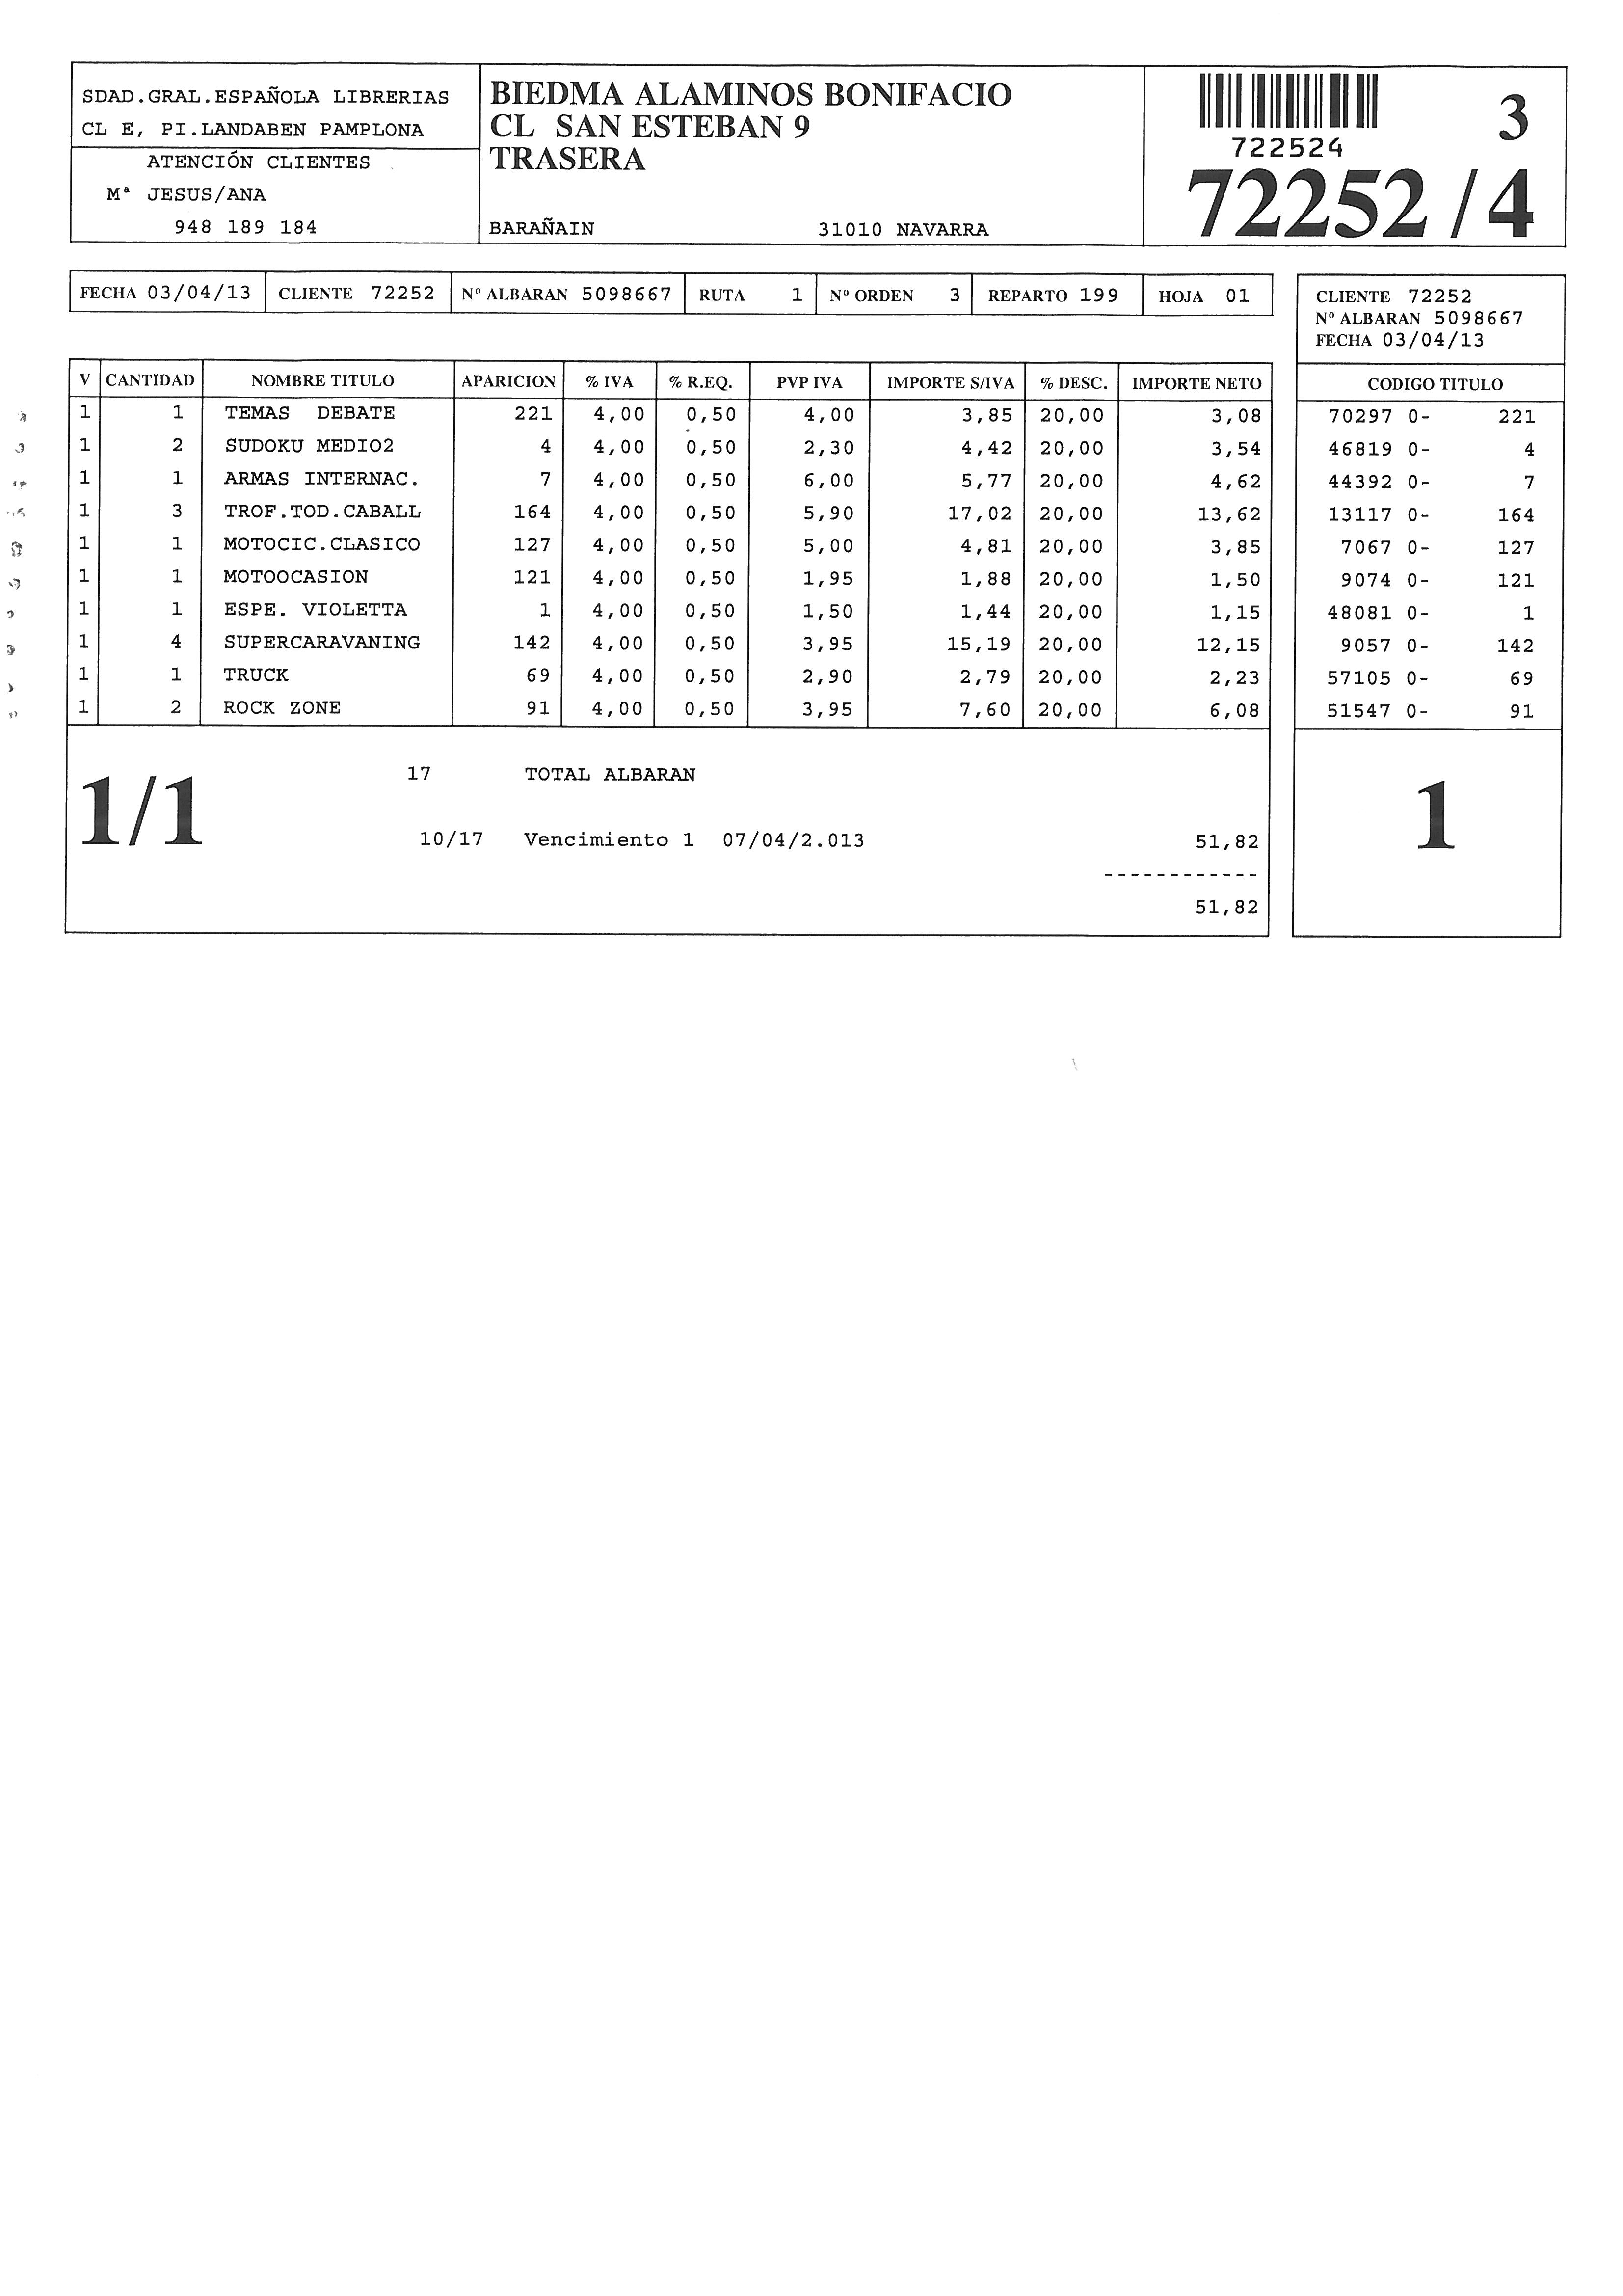 SDAD.GRAL.ESPAÑOLA LIBRERIAS
CL E, PI.LANDABEN PAMPLONA
ATENCIÓN CLIENTES
Mª JESUS/ANA
948 189 184
BIEDMA ALAMINOS BONIFACIO
CL SAN ESTEBAN 9
TRASERA
BARAÑAIN 31010 NAVARRA
3
722524
72252 /4
FECHA 03/04/13 CLIENTE 72252 Nº ALBARAN 5098667 RUTA 1 Nº ORDEN 3 REPARTO 199 HOJA 01
CLIENTE 72252
Nº ALBARAN 5098667
FECHA 03/04/13
V CANTIDAD NOMBRE TITULO APARICION % IVA % R.EQ. PVP IVA IMPORTE S/IVA % DESC. IMPORTE NETO CODIGO TITULO
1 1 TEMAS DEBATE 221 4,00 0,50 4,00 3,85 20,00 3,08 70297 0- 221
1 2 SUDOKU MEDIO2 4 4,00 0,50 2,30 4,42 20,00 3,54 46819 0- 4
1 1 ARMAS INTERNAC. 7 4,00 0,50 6,00 5,77 20,00 4,62 44392 0- 7
1 3 TROF.TOD.CABALL 164 4,00 0,50 5,90 17,02 20,00 13,62 13117 0- 164
1 1 MOTOCIC.CLASICO 127 4,00 0,50 5,00 4,81 20,00 3,85 7067 0- 127
1 1 MOTOOCASION 121 4,00 0,50 1,95 1,88 20,00 1,50 9074 0- 121
1 1 ESPE. VIOLETTA 1 4,00 0,50 1,50 1,44 20,00 1,15 48081 0- 1
1 4 SUPERCARAVANING 142 4,00 0,50 3,95 15,19 20,00 12,15 9057 0- 142
1 1 TRUCK 69 4,00 0,50 2,90 2,79 20,00 2,23 57105 0- 69
1 2 ROCK ZONE 91 4,00 0,50 3,95 7,60 20,00 6,08 51547 0- 91
1/1
17 TOTAL ALBARAN
10/17 Vencimiento 1 07/04/2.013 51,82
------------
51,82
1